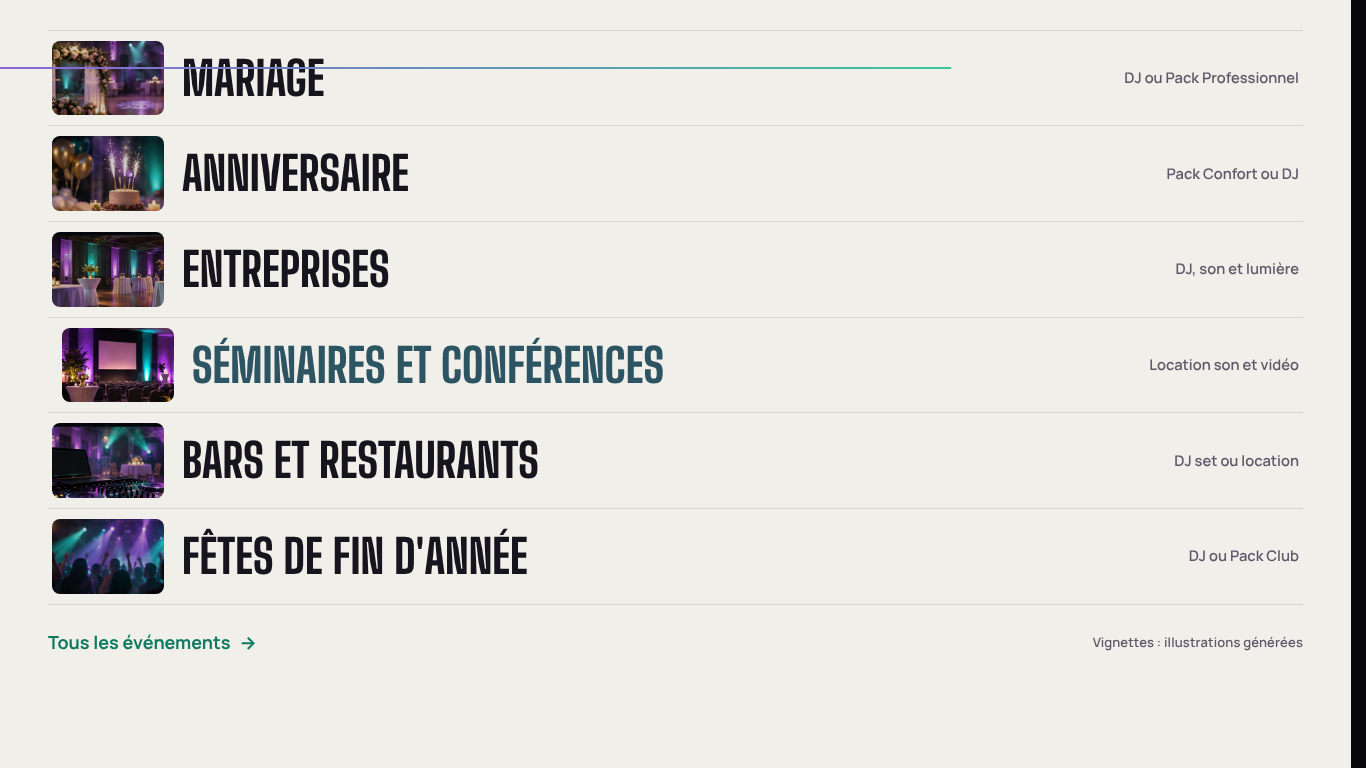 MARIAGE
DJ ou Pack Professionnel
ANNIVERSAIRE
Pack Confort ou DJ
ENTREPRISES
DJ, son et lumière
SÉMINAIRES ET CONFÉRENCES
Location son et vidéo
BARS ET RESTAURANTS
DJ set ou location
FÊTES DE FIN D'ANNÉE
DJ ou Pack Club
Tous les événements →
Vignettes : illustrations générées